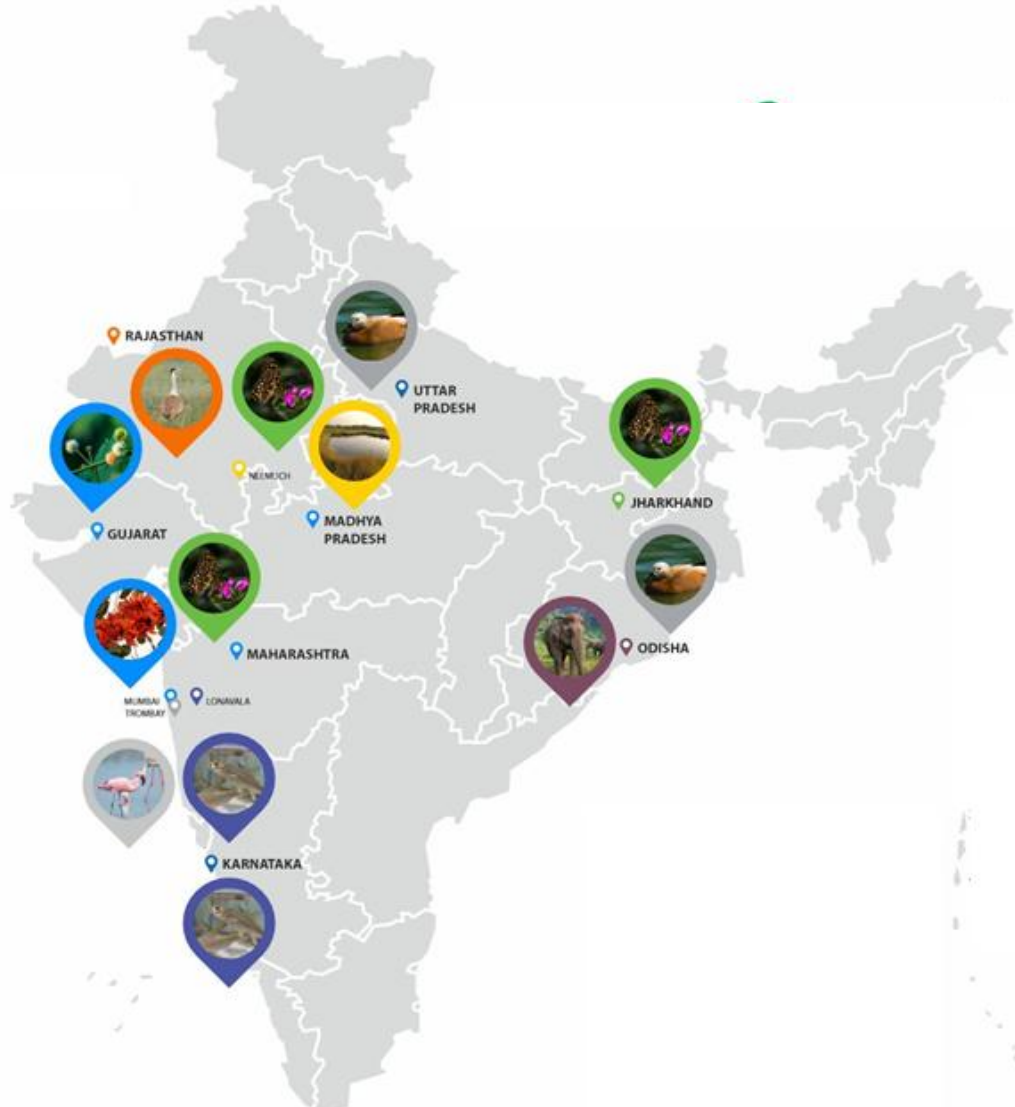 RAJASTHAN
UTTAR
PRADESH
NEEMUCH
JHARKHAND
MADHYA
PRADESH
GUJARAT
ODISHA
MAHARASHTRA
MUMBAI
TROMBAY
LONAVALA
KARNATAKA